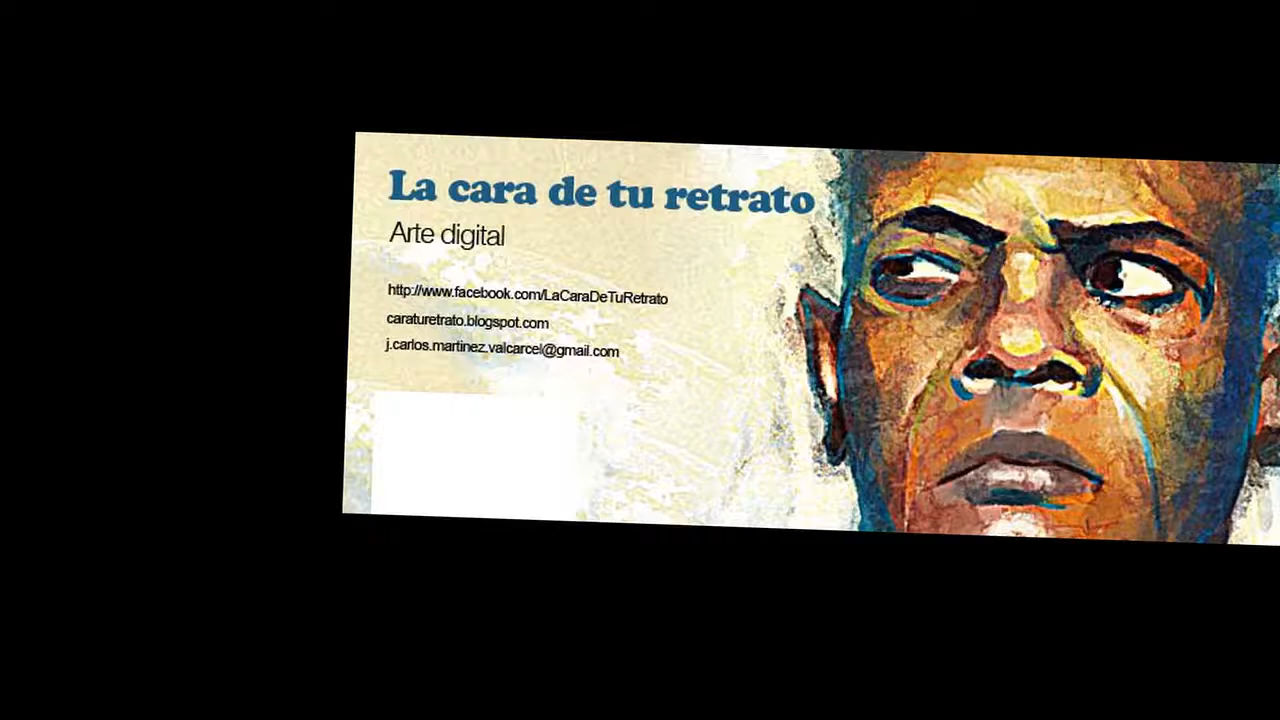 La cara de tu retrato
Arte digital
http://www.facebook.com/LaCaraDeTuRetrato
caraturetrato.blogspot.com
j.carlos.martinez.valcarcel@gmail.com